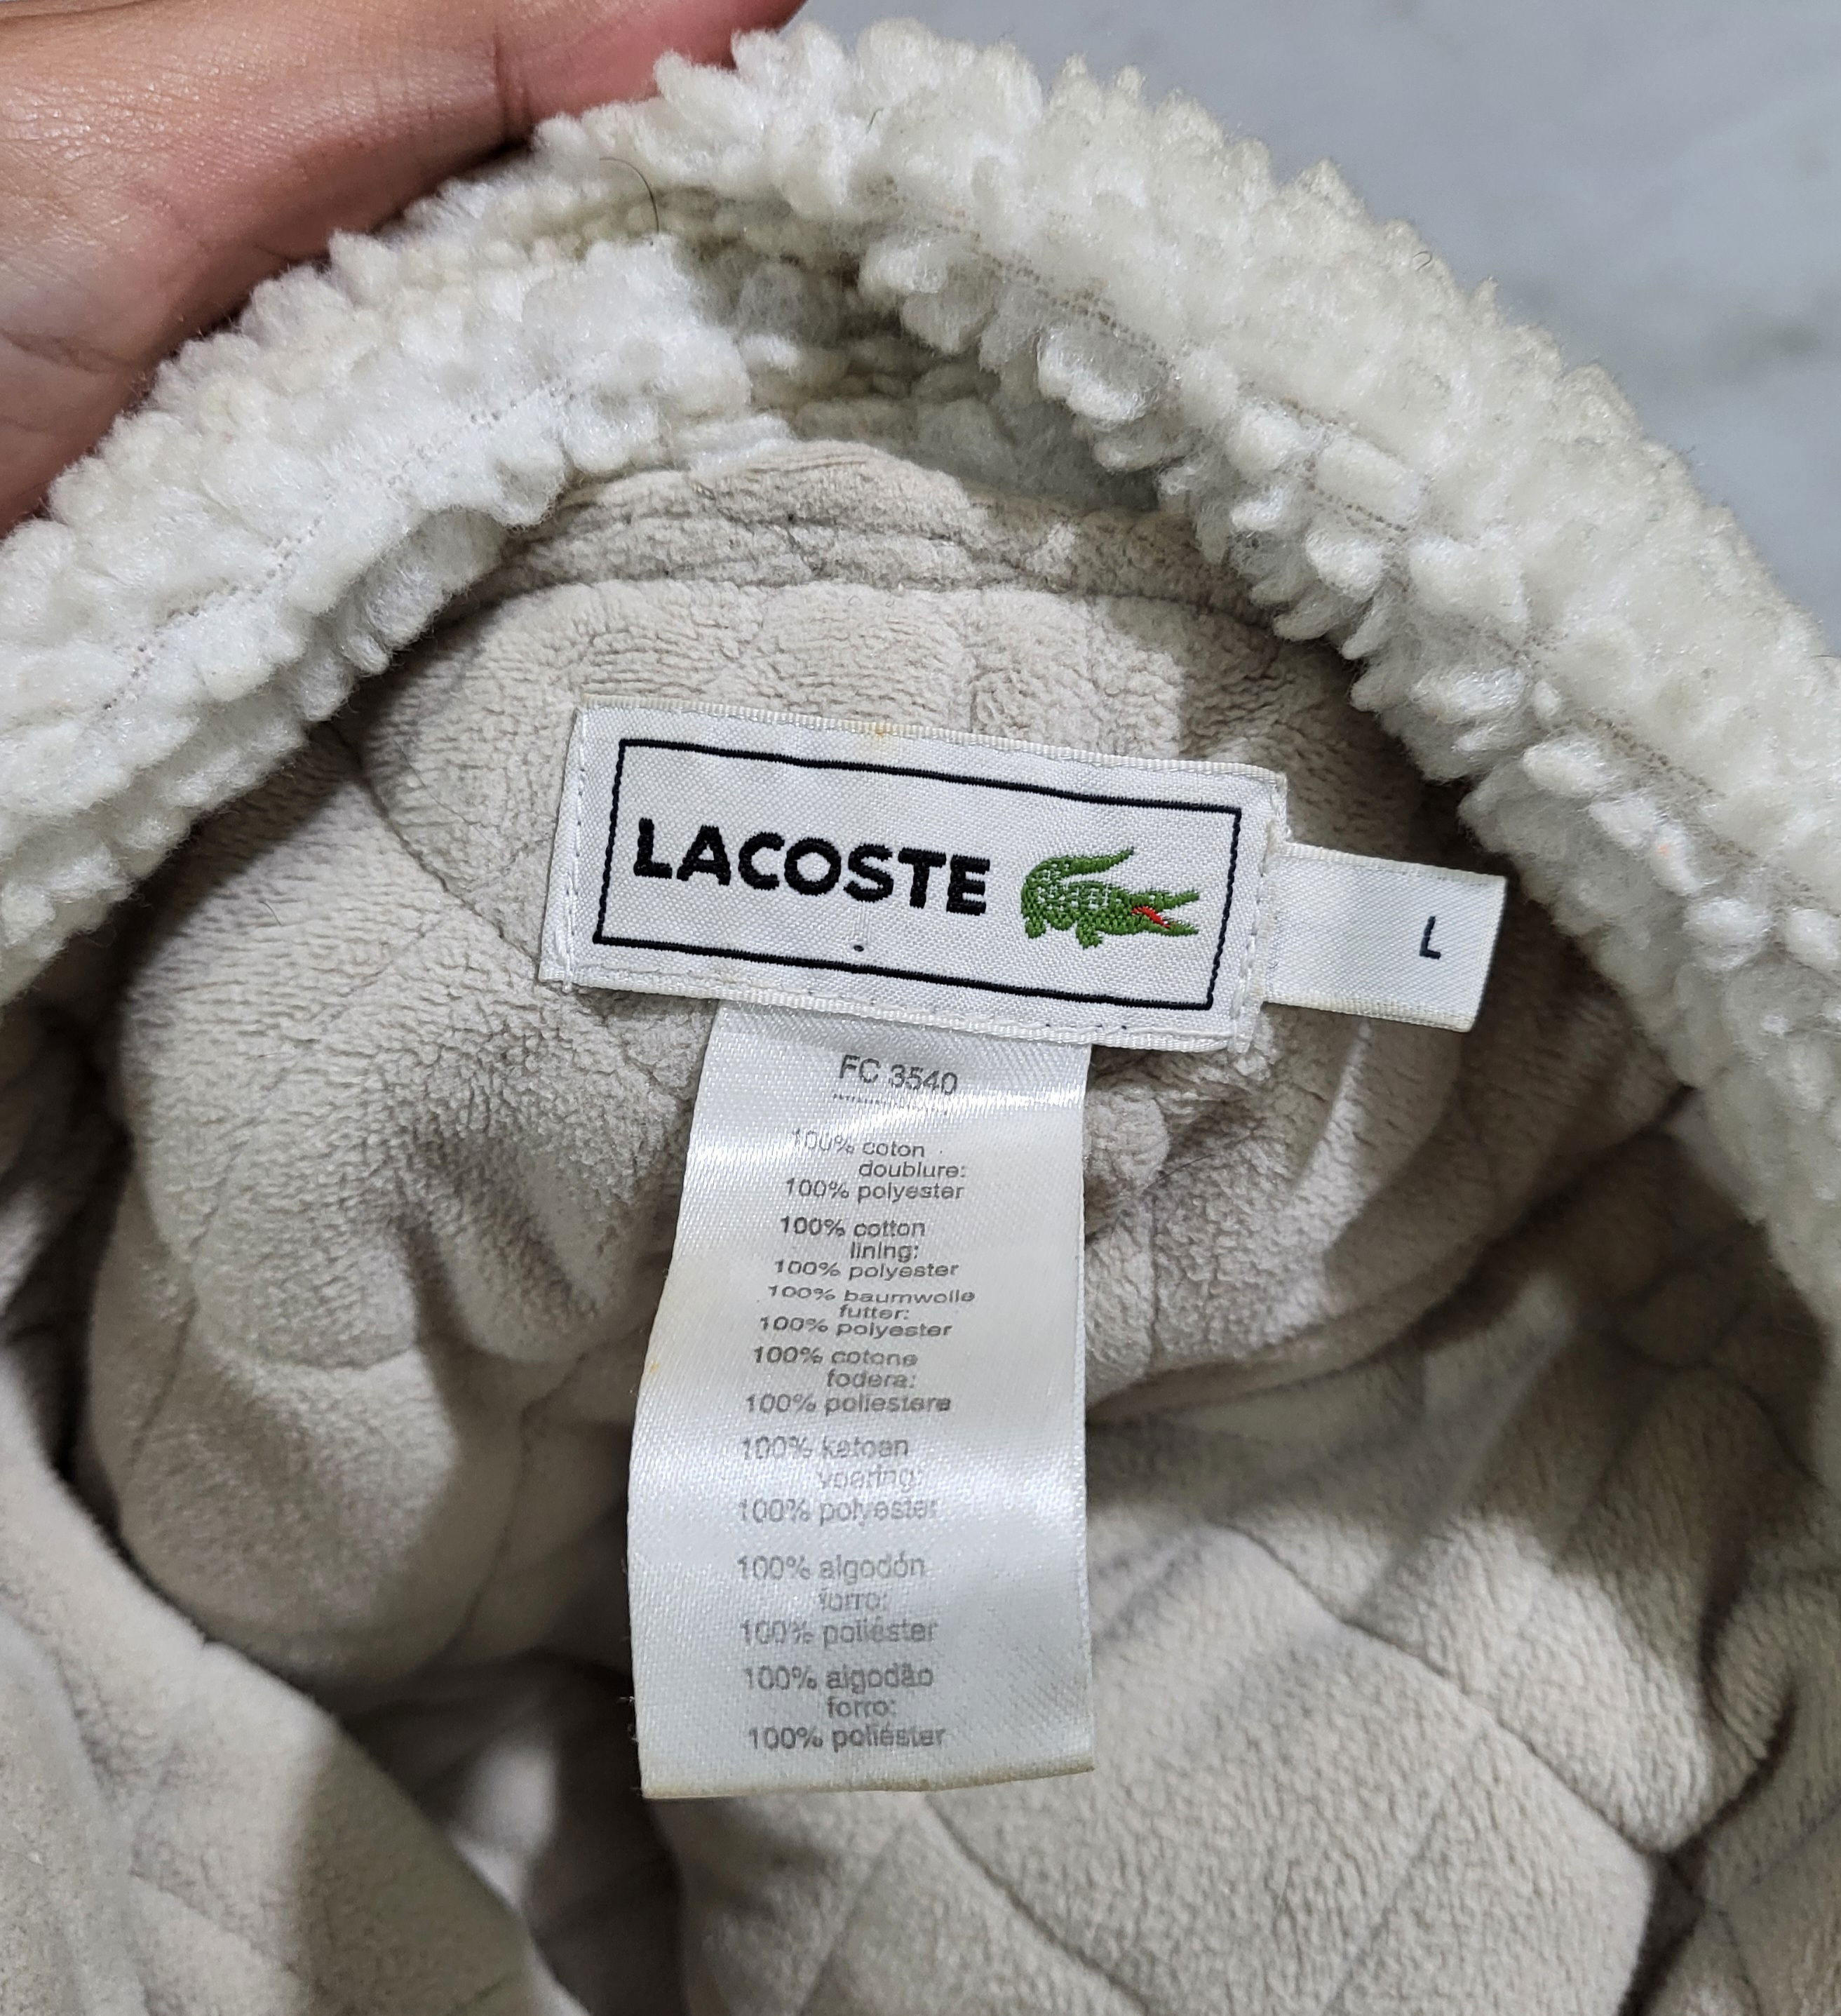 LACOSTE
L
FC 3540
100% coton
doublure:
100% polyester
100% cotton
lining:
100% polyester
100% baumwolle
futter:
100% polyester
100% cotone
fodera:
100% poliestere
100% katoen
voering:
100% polyester
100% algodón
forro:
100% poliéster
100% algodão
forro:
100% poliéster